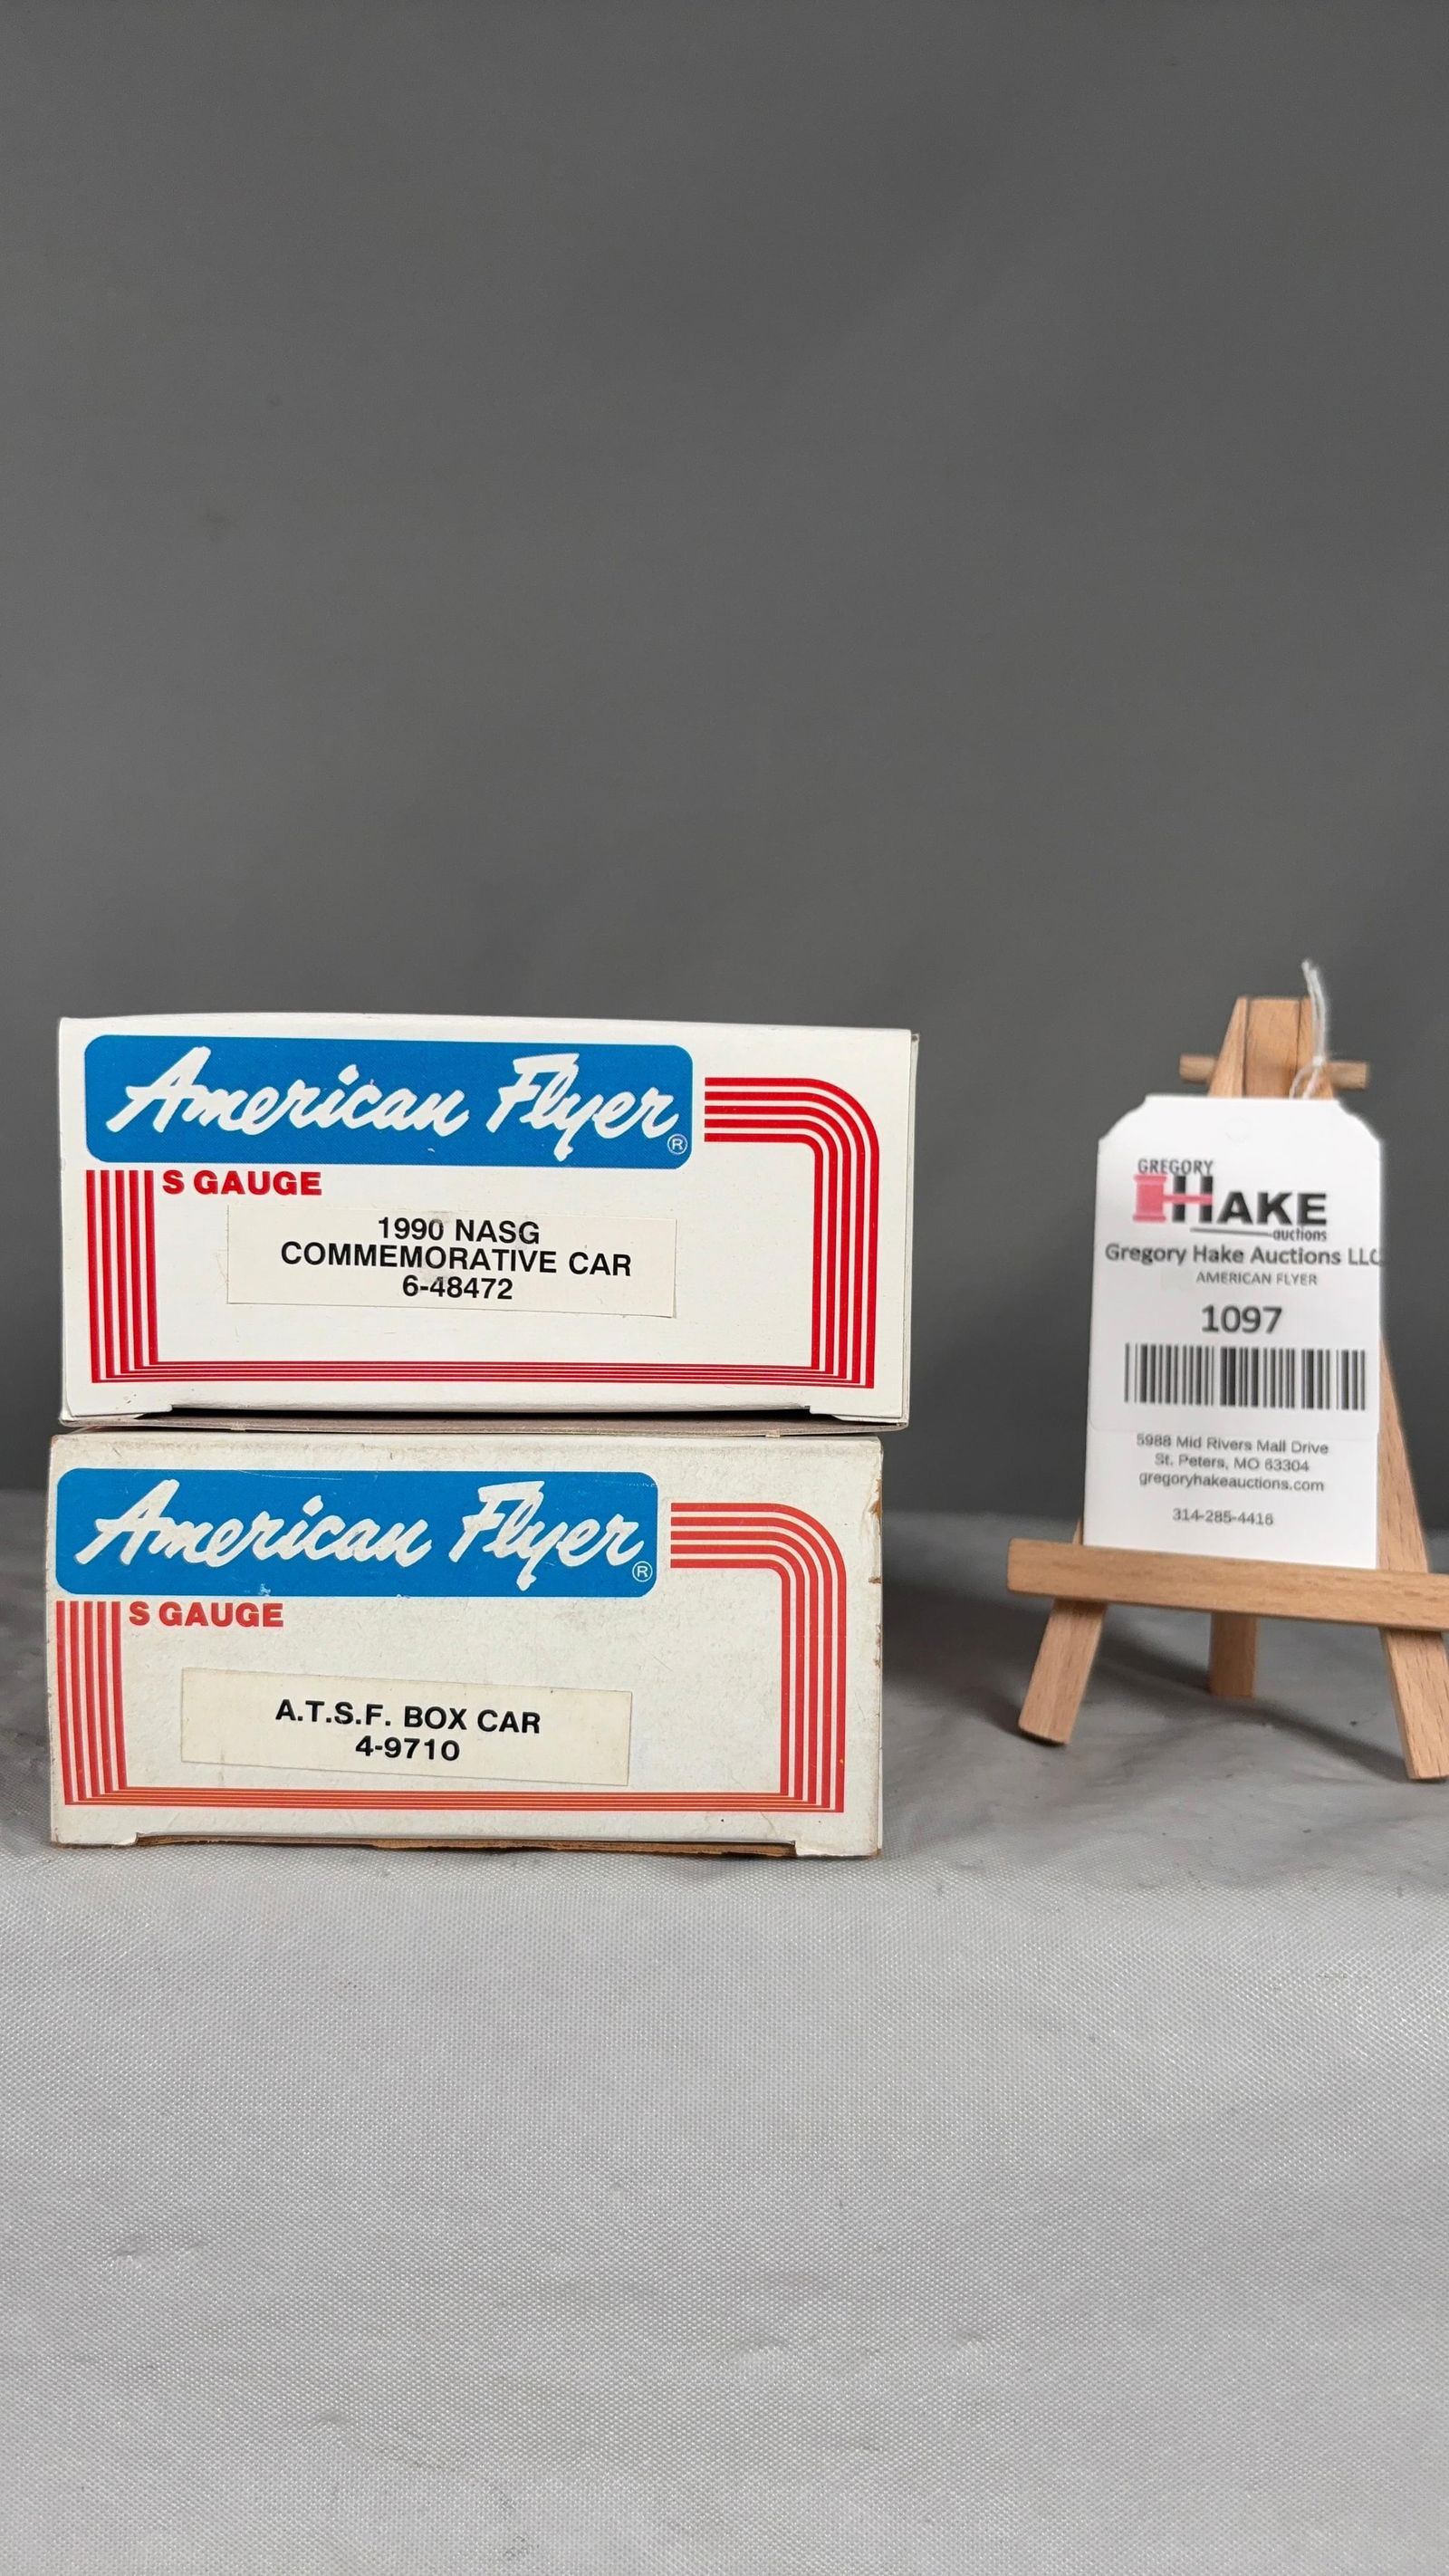 American Flyer®
S GAUGE
1990 NASG
COMMEMORATIVE CAR
6-48472
American Flyer®
S GAUGE
A.T.S.F. BOX CAR
4-9710
GREGORY
HAKE
auctions
Gregory Hake Auctions LLC
AMERICAN FLYER
1097
5988 Mid Rivers Mall Drive
St. Peters, MO 63304
gregoryhakeauctions.com
314-285-4416